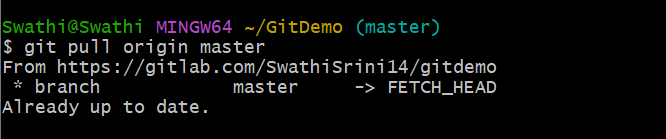 Swathi@Swathi MINGW64 ~/GitDemo (master)
$ git pull origin master
From https://gitlab.com/SwathiSrini14/gitdemo
 * branch            master     -> FETCH_HEAD
Already up to date.